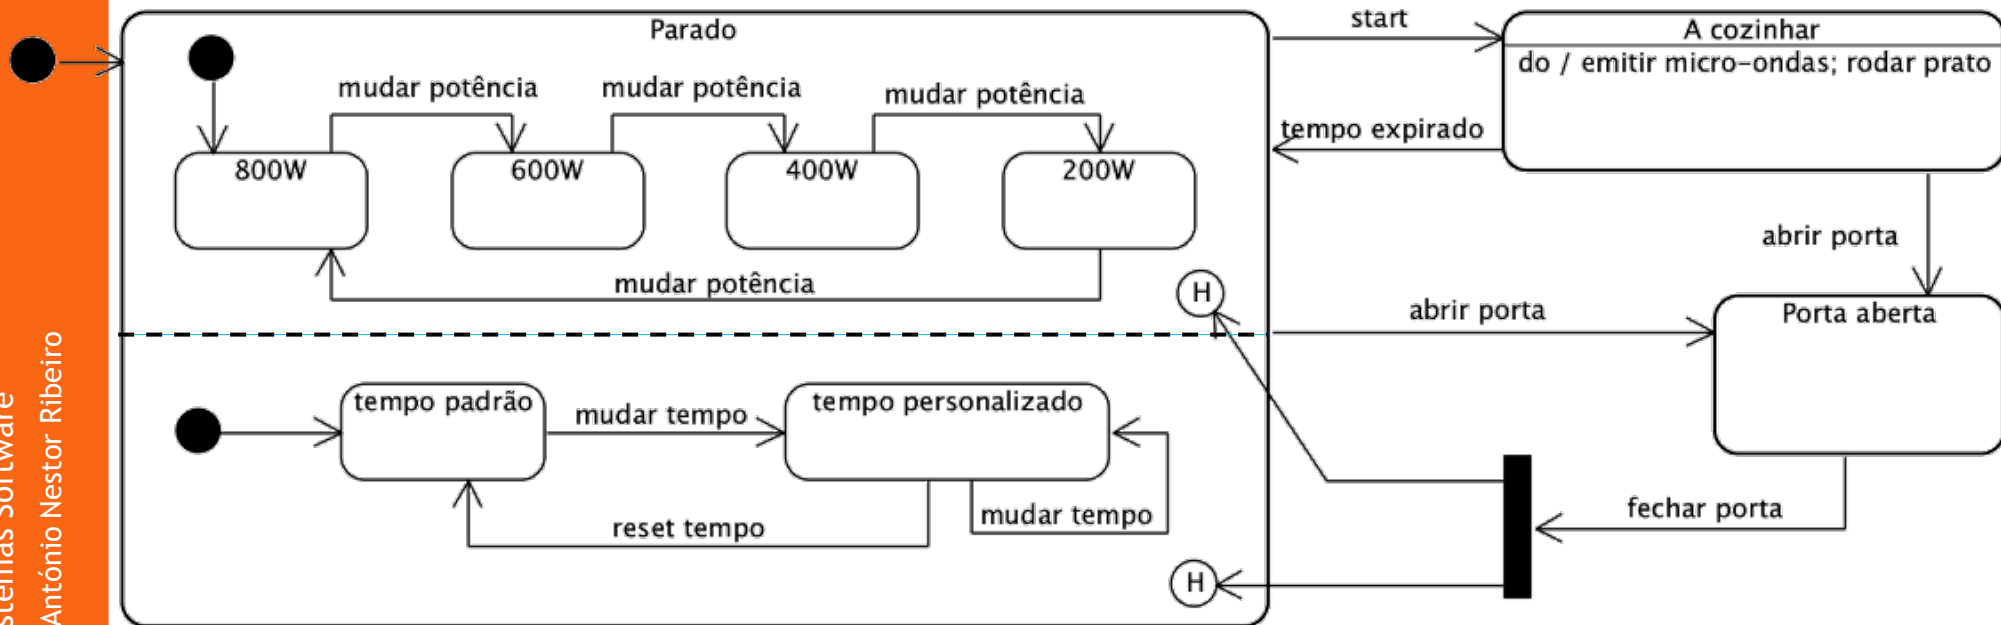 Parado
start
A cozinhar
do / emitir micro-ondas; rodar prato
mudar potência
mudar potência
mudar potência
tempo expirado
800W
600W
400W
200W
abrir porta
mudar potência
H
abrir porta
Porta aberta
tempo padrão
mudar tempo
tempo personalizado
fechar porta
reset tempo
mudar tempo
H
stemas Software
António Nestor Ribeiro